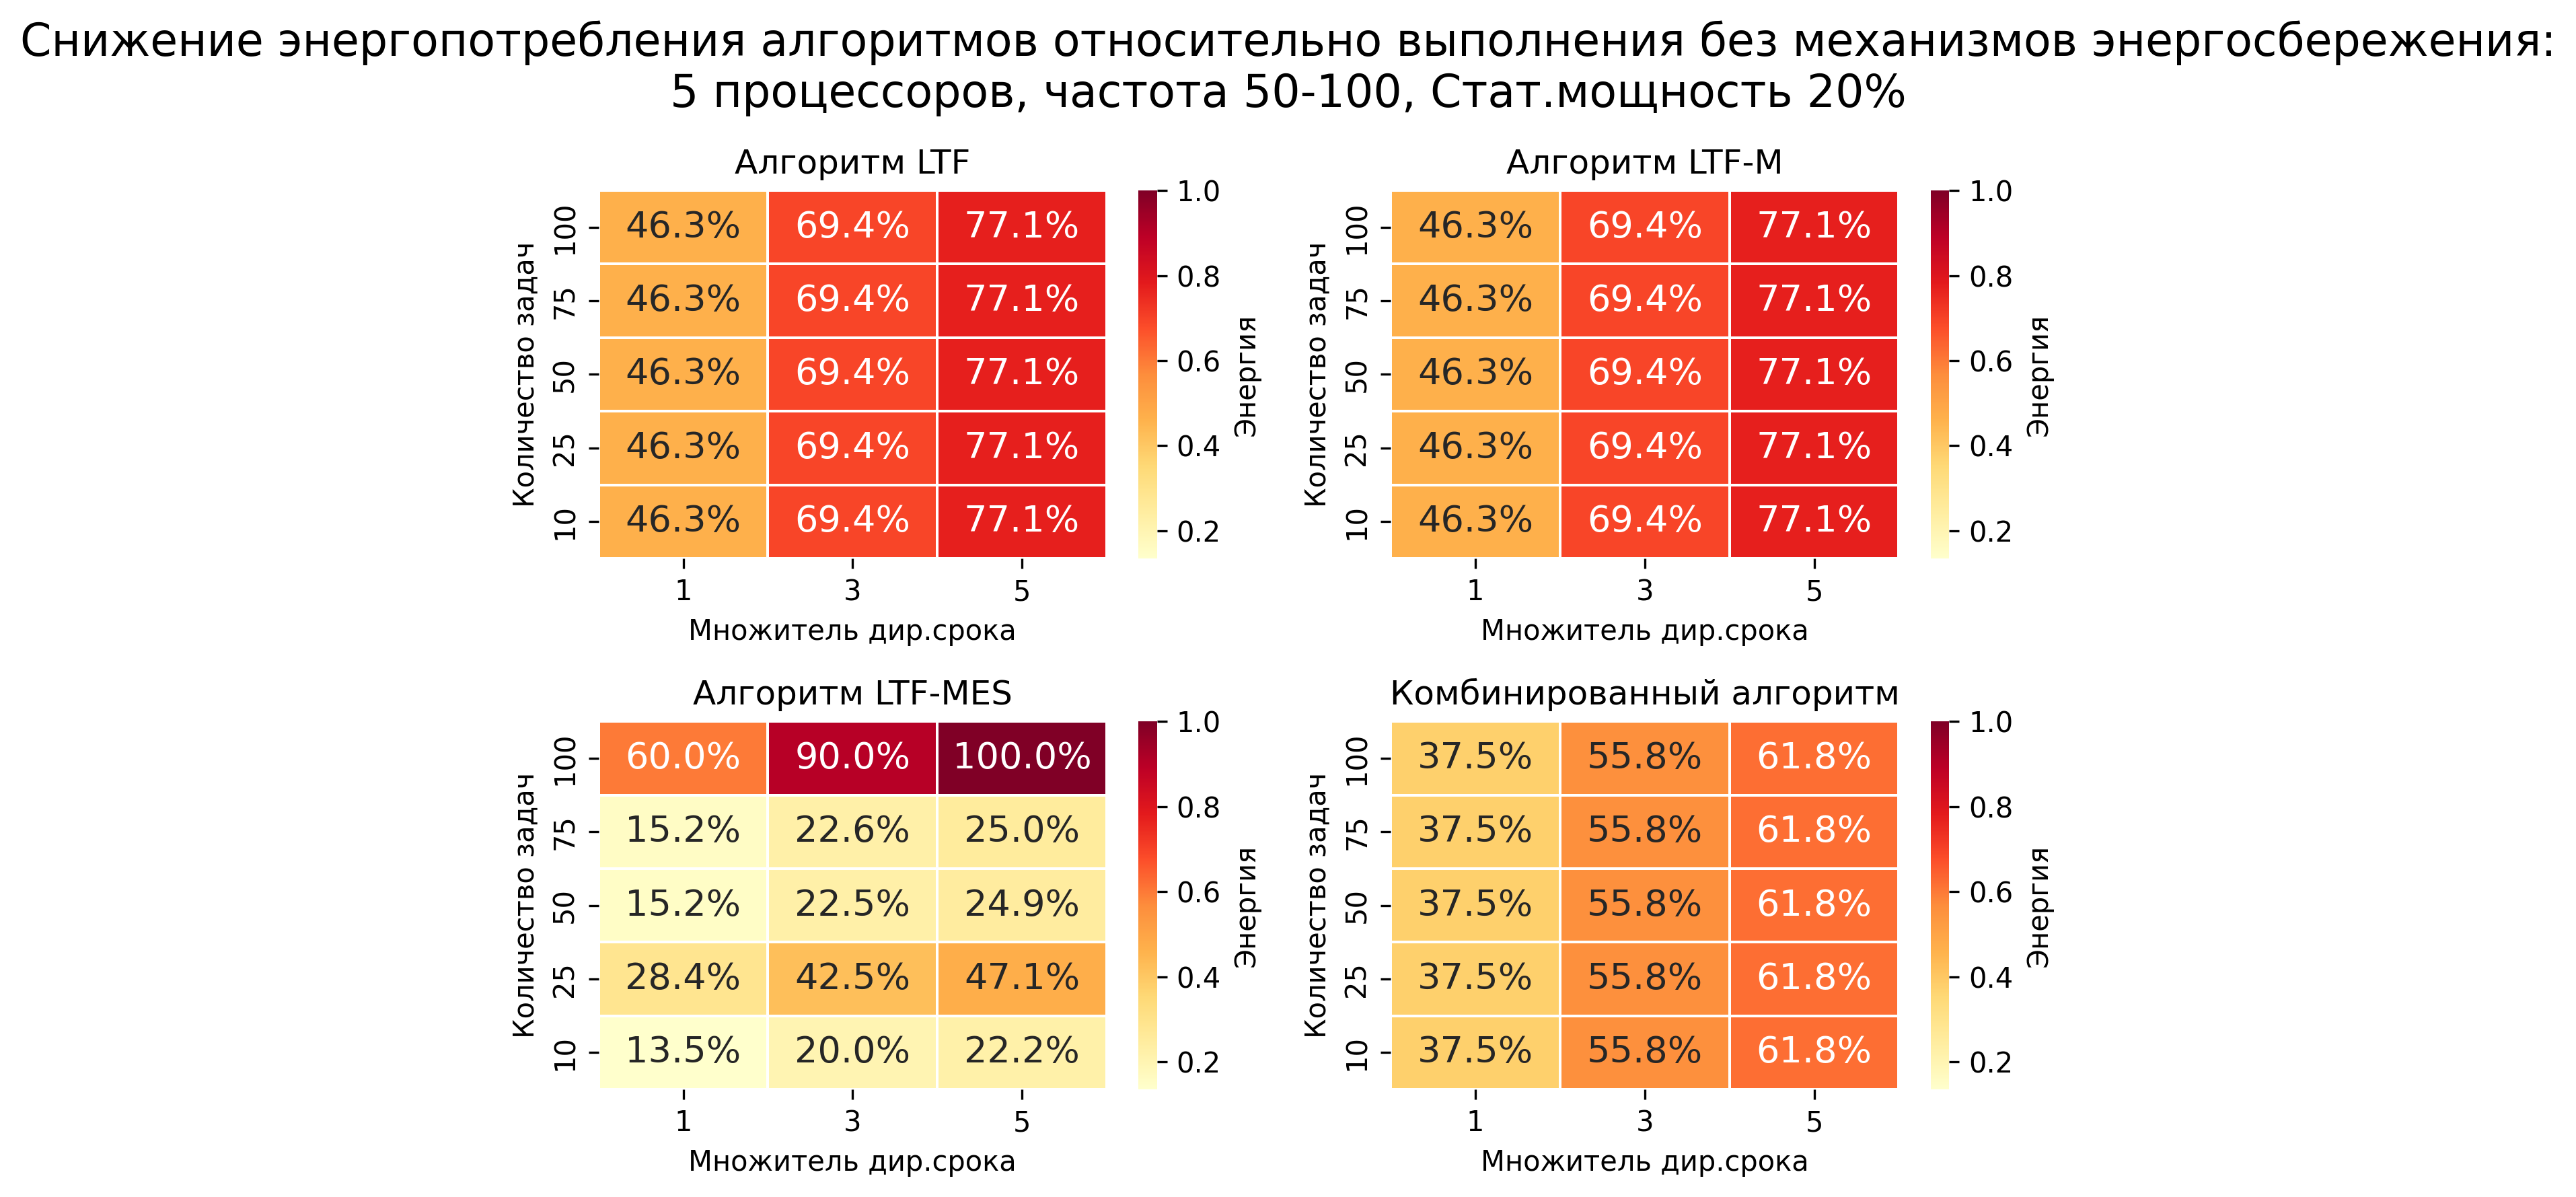 Снижение энергопотребления алгоритмов относительно выполнения без механизмов энергосбережения:
5 процессоров, частота 50-100, Стат.мощность 20%
Алгоритм LTF
Количество задач
100 46.3% 69.4% 77.1%
75 46.3% 69.4% 77.1%
50 46.3% 69.4% 77.1%
25 46.3% 69.4% 77.1%
10 46.3% 69.4% 77.1%
1 3 5
Множитель дир.срока
1.0
0.8
0.6
0.4
0.2
Энергия
Алгоритм LTF-M
Количество задач
100 46.3% 69.4% 77.1%
75 46.3% 69.4% 77.1%
50 46.3% 69.4% 77.1%
25 46.3% 69.4% 77.1%
10 46.3% 69.4% 77.1%
1 3 5
Множитель дир.срока
1.0
0.8
0.6
0.4
0.2
Энергия
Алгоритм LTF-MES
Количество задач
100 60.0% 90.0% 100.0%
75 15.2% 22.6% 25.0%
50 15.2% 22.5% 24.9%
25 28.4% 42.5% 47.1%
10 13.5% 20.0% 22.2%
1 3 5
Множитель дир.срока
1.0
0.8
0.6
0.4
0.2
Энергия
Комбинированный алгоритм
Количество задач
100 37.5% 55.8% 61.8%
75 37.5% 55.8% 61.8%
50 37.5% 55.8% 61.8%
25 37.5% 55.8% 61.8%
10 37.5% 55.8% 61.8%
1 3 5
Множитель дир.срока
1.0
0.8
0.6
0.4
0.2
Энергия